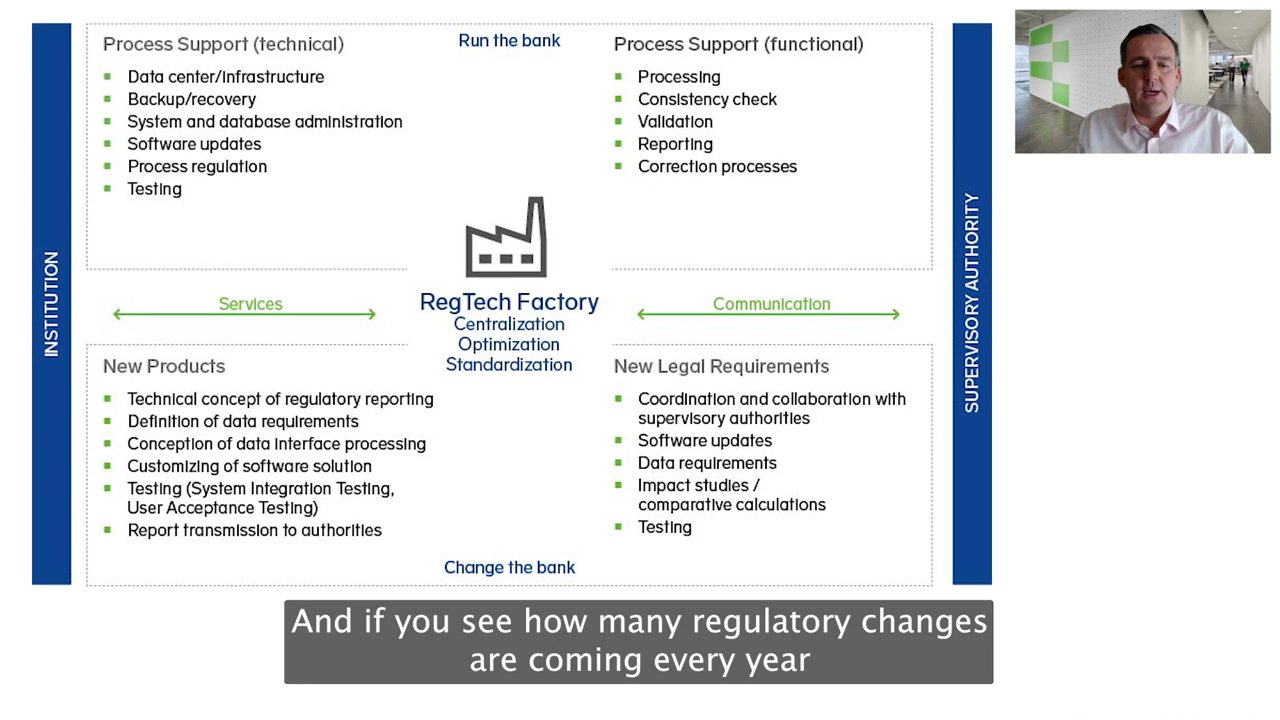 Process Support (technical)
Data center/infrastructure
Backup/recovery
System and database administration
Software updates
Process regulation
Testing
Run the bank
Process Support (functional)
Processing
Consistency check
Validation
Reporting
Correction processes
INSTITUTION
Services
RegTech Factory
Centralization
Optimization
Standardization
Communication
SUPERVISORY AUTHORITY
New Products
Technical concept of regulatory reporting
Definition of data requirements
Conception of data interface processing
Customizing of software solution
Testing (System Integration Testing,
User Acceptance Testing)
Report transmission to authorities
New Legal Requirements
Coordination and collaboration with
supervisory authorities
Software updates
Data requirements
Impact studies /
comparative calculations
Testing
Change the bank
And if you see how many regulatory changes
are coming every year